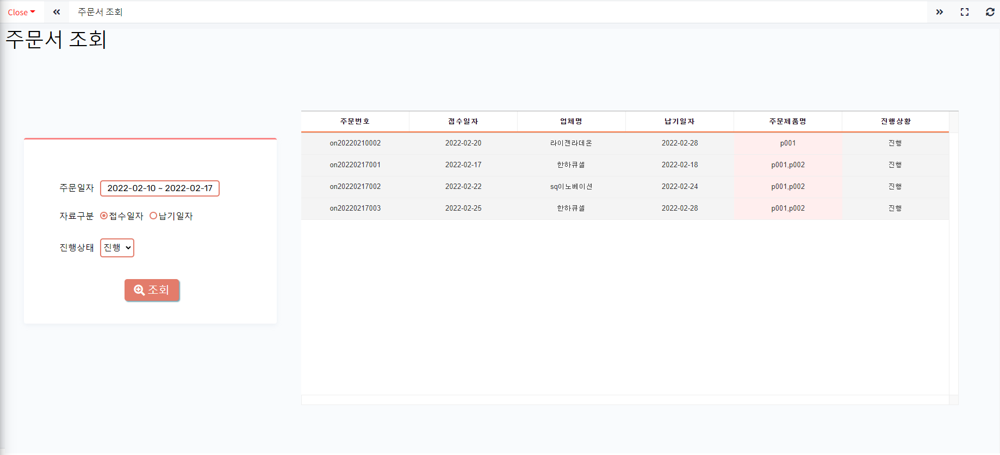 Close 주문서 조회
주문서 조회
주문일자 2022-02-10 ~ 2022-02-17
자료구분 접수일자 납기일자
진행상태 진행
조회
주문번호 접수일자 업체명 납기일자 주문제품명 진행상황
on20220210002 2022-02-20 라이젠라데온 2022-02-28 p001 진행
on20220217001 2022-02-17 한하큐셀 2022-02-18 p001,p002 진행
on20220217002 2022-02-22 sq이노베이션 2022-02-24 p001,p002 진행
on20220217003 2022-02-25 한하큐셀 2022-02-28 p001,p002 진행